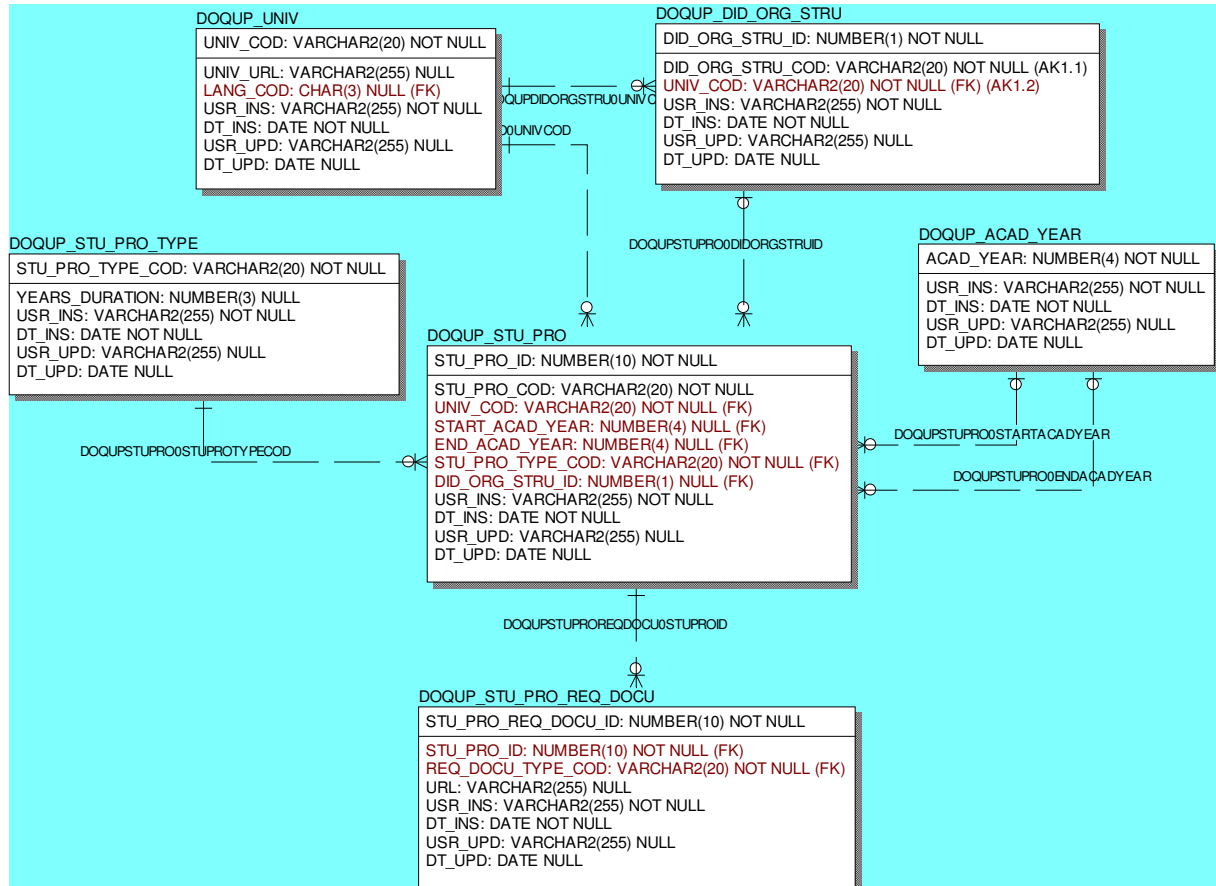 DOQUP_UNIV
UNIV_COD: VARCHAR2(20) NOT NULL
UNIV_URL: VARCHAR2(255) NULL
LANG_COD: CHAR(3) NULL (FK)
USR_INS: VARCHAR2(255) NOT NULL
DT_INS: DATE NOT NULL
USR_UPD: VARCHAR2(255) NULL
DT_UPD: DATE NULL
OQUPDIDORGSTRU0UNIVC
O0UNIVCOD
DOQUP_DID_ORG_STRU
DID_ORG_STRU_ID: NUMBER(1) NOT NULL
DID_ORG_STRU_COD: VARCHAR2(20) NOT NULL (AK1.1)
UNIV_COD: VARCHAR2(20) NOT NULL (FK) (AK1.2)
USR_INS: VARCHAR2(255) NOT NULL
DT_INS: DATE NOT NULL
USR_UPD: VARCHAR2(255) NULL
DT_UPD: DATE NULL
DOQUPSTUPRO0DIDORGSTRUID
DOQUP_STU_PRO_TYPE
STU_PRO_TYPE_COD: VARCHAR2(20) NOT NULL
YEARS_DURATION: NUMBER(3) NULL
USR_INS: VARCHAR2(255) NOT NULL
DT_INS: DATE NOT NULL
USR_UPD: VARCHAR2(255) NULL
DT_UPD: DATE NULL
DOQUPSTUPRO0STUPROTYPECOD
DOQUP_ACAD_YEAR
ACAD_YEAR: NUMBER(4) NOT NULL
USR_INS: VARCHAR2(255) NOT NULL
DT_INS: DATE NOT NULL
USR_UPD: VARCHAR2(255) NULL
DT_UPD: DATE NULL
DOQUPSTUPRO0STARTACADYEAR
DOQUPSTUPRO0ENDACADYEAR
DOQUP_STU_PRO
STU_PRO_ID: NUMBER(10) NOT NULL
STU_PRO_COD: VARCHAR2(20) NOT NULL
UNIV_COD: VARCHAR2(20) NOT NULL (FK)
START_ACAD_YEAR: NUMBER(4) NULL (FK)
END_ACAD_YEAR: NUMBER(4) NULL (FK)
STU_PRO_TYPE_COD: VARCHAR2(20) NOT NULL (FK)
DID_ORG_STRU_ID: NUMBER(1) NULL (FK)
USR_INS: VARCHAR2(255) NOT NULL
DT_INS: DATE NOT NULL
USR_UPD: VARCHAR2(255) NULL
DT_UPD: DATE NULL
DOQUPSTUPROREQDOCU0STUPROID
DOQUP_STU_PRO_REQ_DOCU
STU_PRO_REQ_DOCU_ID: NUMBER(10) NOT NULL
STU_PRO_ID: NUMBER(10) NOT NULL (FK)
REQ_DOCU_TYPE_COD: VARCHAR2(20) NOT NULL (FK)
URL: VARCHAR2(255) NULL
USR_INS: VARCHAR2(255) NOT NULL
DT_INS: DATE NOT NULL
USR_UPD: VARCHAR2(255) NULL
DT_UPD: DATE NULL